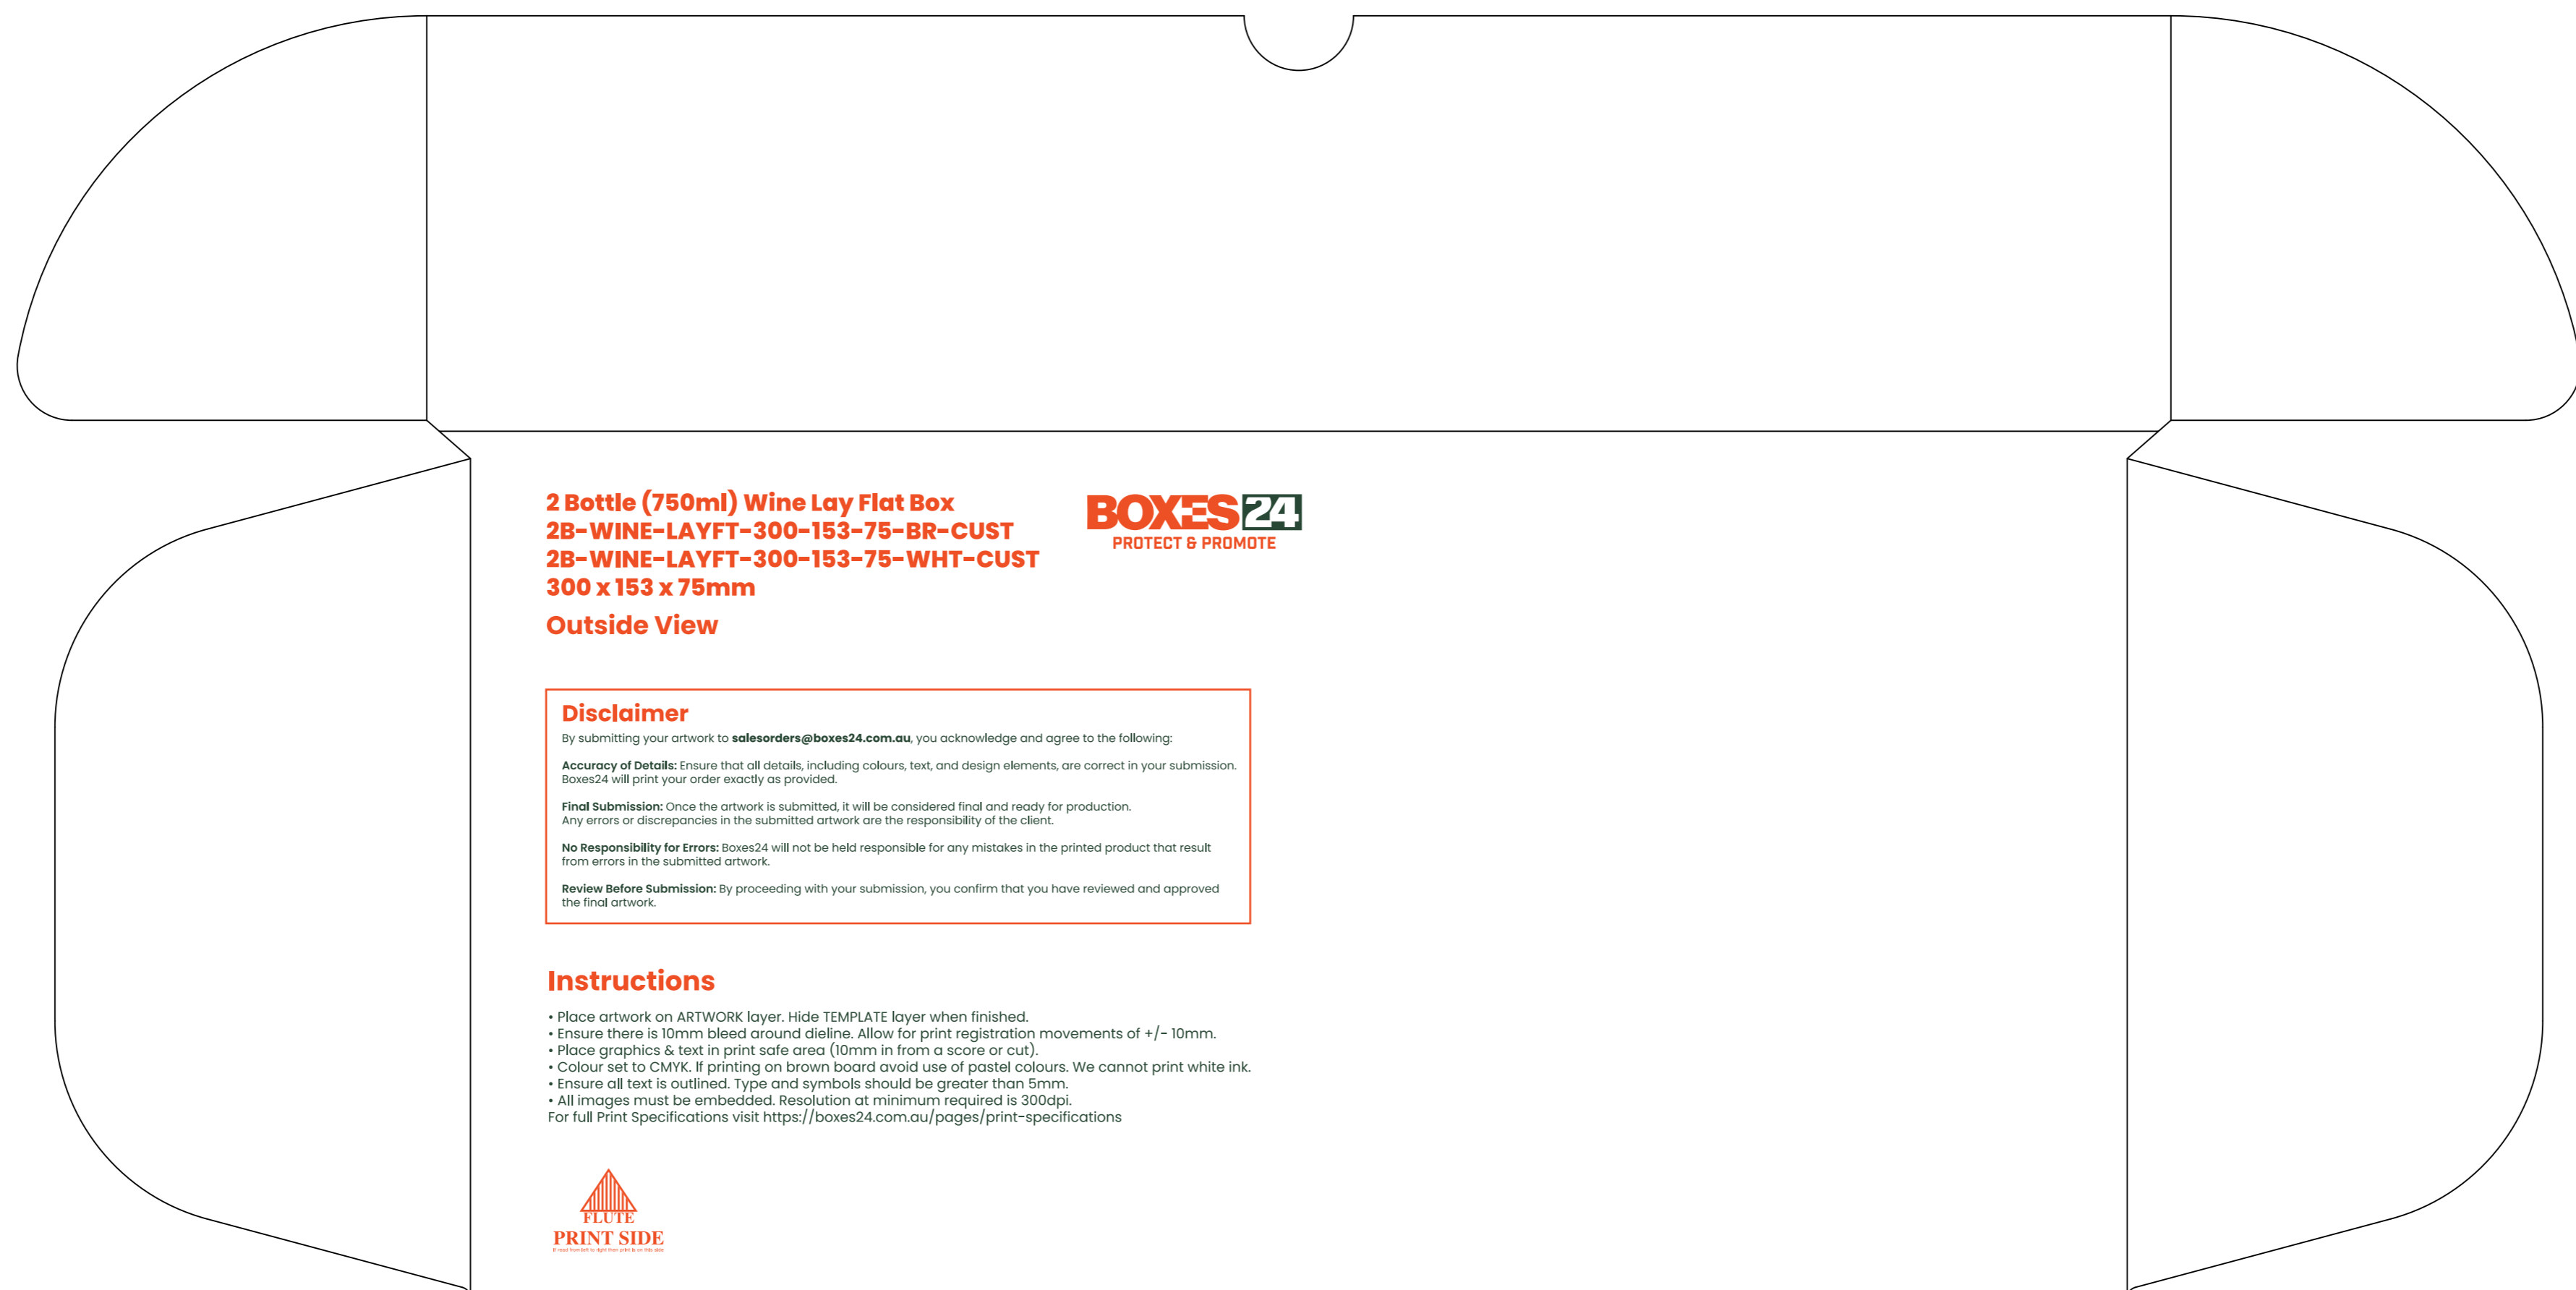 2 Bottle (750ml) Wine Lay Flat Box
2B-WINE-LAYFT-300-153-75-BR-CUST
2B-WINE-LAYFT-300-153-75-WHT-CUST
300 x 153 x 75mm
Outside View
BOXES24
PROTECT & PROMOTE
Disclaimer
By submitting your artwork to salesorders@boxes24.com.au, you acknowledge and agree to the following:
Accuracy of Details: Ensure that all details, including colours, text, and design elements, are correct in your submission.
Boxes24 will print your order exactly as provided.
Final Submission: Once the artwork is submitted, it will be considered final and ready for production.
Any errors or discrepancies in the submitted artwork are the responsibility of the client.
No Responsibility for Errors: Boxes24 will not be held responsible for any mistakes in the printed product that result
from errors in the submitted artwork.
Review Before Submission: By proceeding with your submission, you confirm that you have reviewed and approved
the final artwork.
Instructions
• Place artwork on ARTWORK layer. Hide TEMPLATE layer when finished.
• Ensure there is 10mm bleed around dieline. Allow for print registration movements of +/- 10mm.
• Place graphics & text in print safe area (10mm in from a score or cut).
• Colour set to CMYK. If printing on brown board avoid use of pastel colours. We cannot print white ink.
• Ensure all text is outlined. Type and symbols should be greater than 5mm.
• All images must be embedded. Resolution at minimum required is 300dpi.
For full Print Specifications visit https://boxes24.com.au/pages/print-specifications
FLUTE
PRINT SIDE
If read from left to right then print is on this side